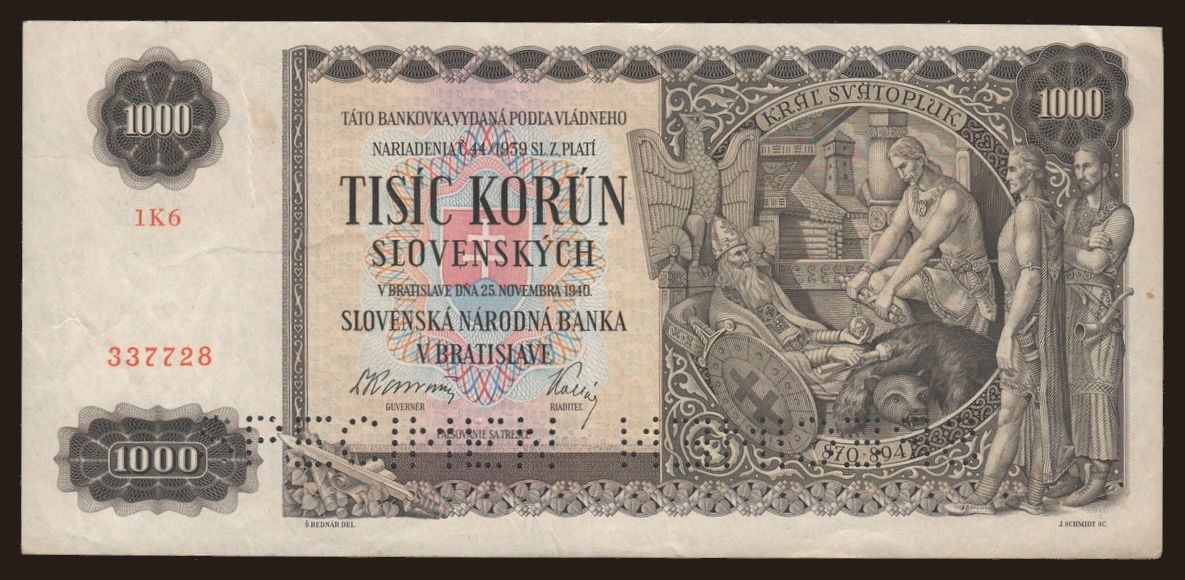 1000
1K6
337728
1000
TÁTO BANKOVKA, VYDANÁ PODĽA VLÁDNEHO
NARIADENIA Č. 44/1939 SL. Z., PLATÍ
TISÍC KORÚN
SLOVENSKÝCH
V BRATISLAVE DŇA 25. NOVEMBRA 1940.
SLOVENSKÁ NÁRODNÁ BANKA
V BRATISLAVE
GUVERNÉR
RIADITEĽ
FALŠOVANIE SA TRESCE
KRÁĽ SVÄTOPLUK
1000
870-894
Š. BEDNÁR DEL.
J. SCHMIDT SC.